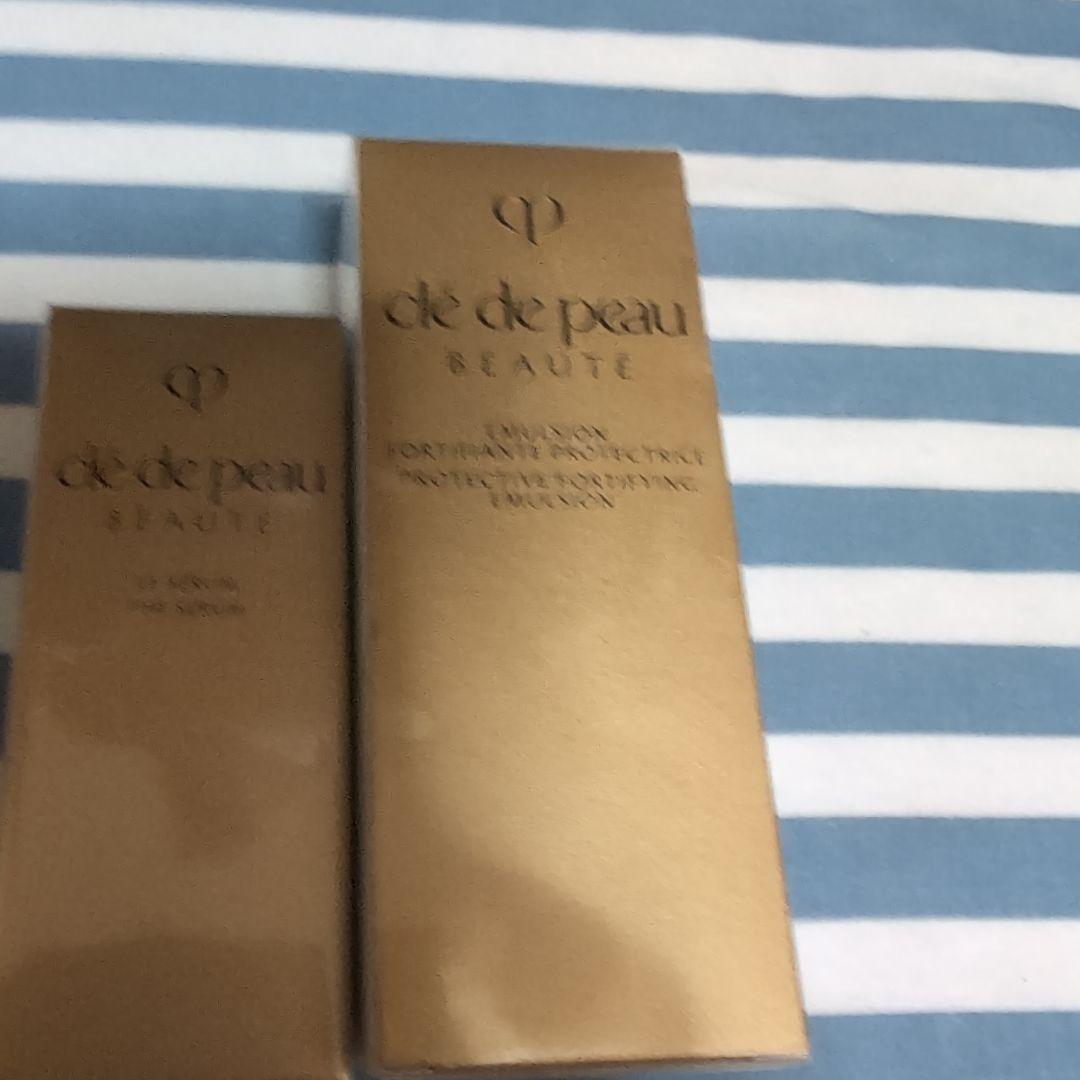 clé de peau
BEAUTÉ
LE SÉRUM
THE SERUM
clé de peau
BEAUTÉ
ÉMULSION
FORTIFIANTE PROTECTRICE
PROTECTIVE FORTIFYING
EMULSION